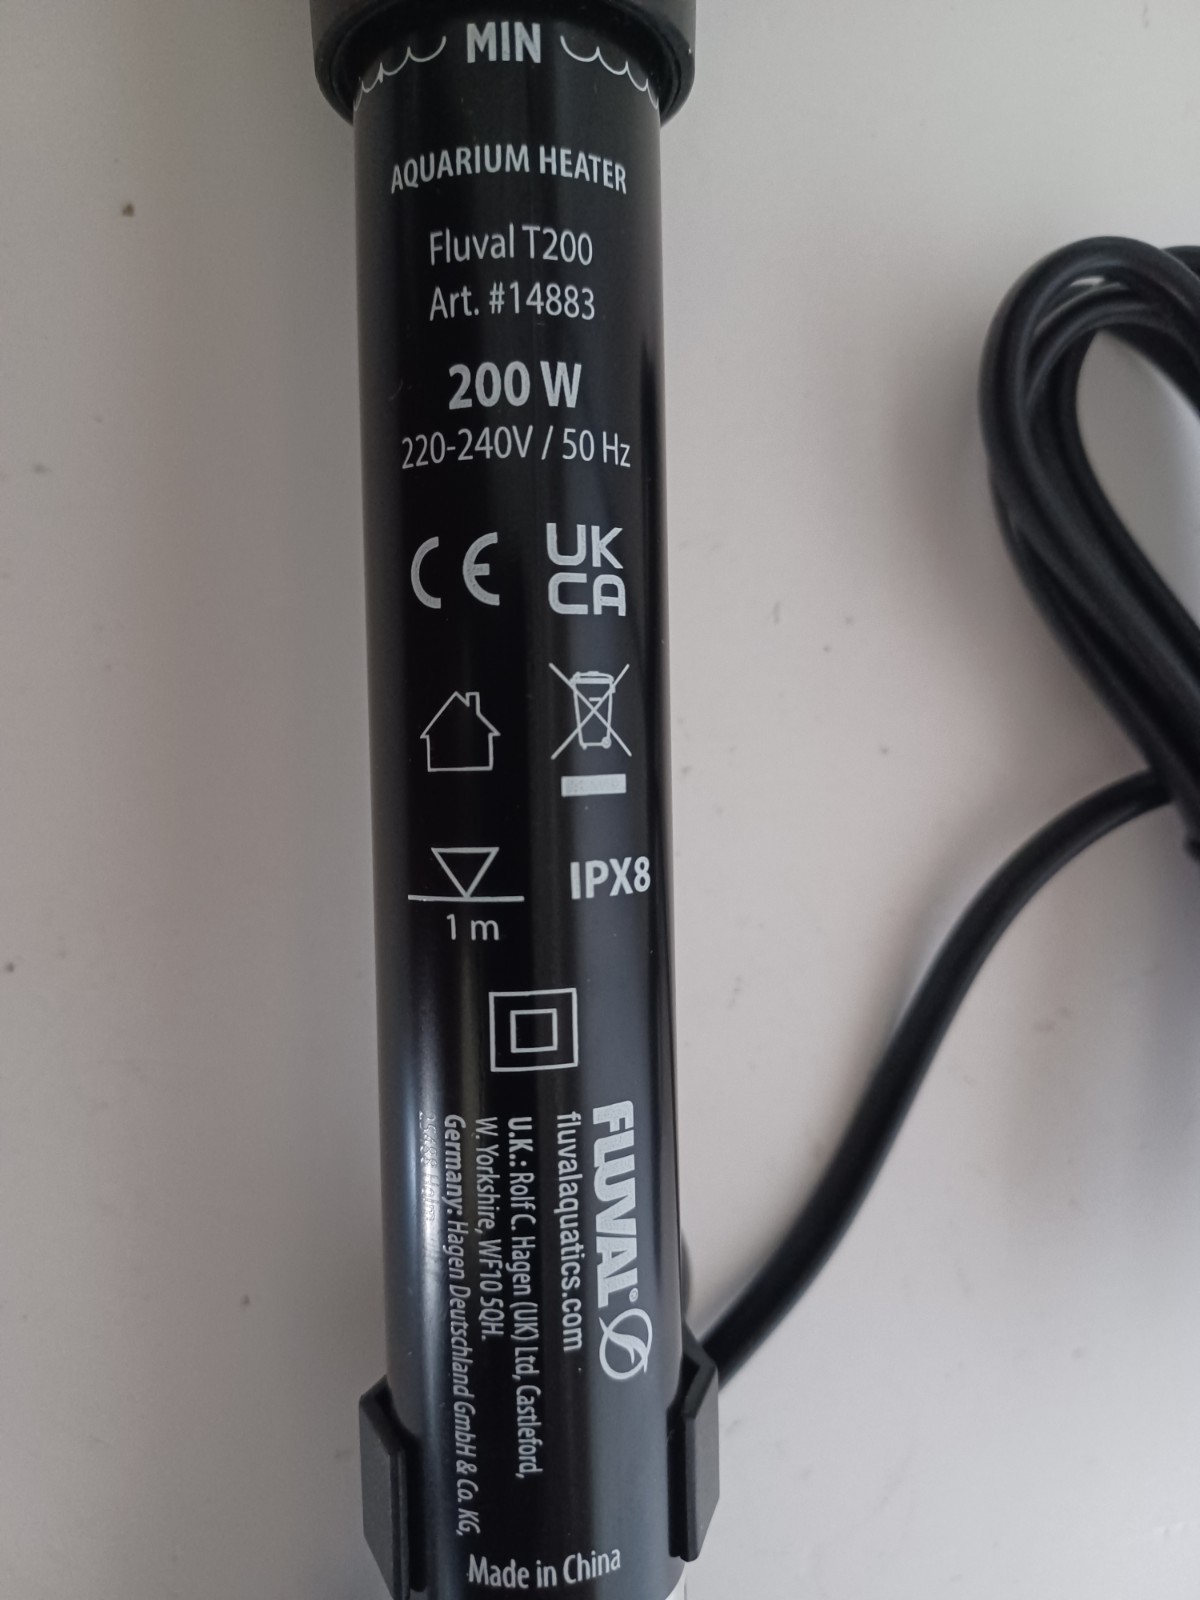 MIN
AQUARIUM HEATER
Fluval T200
Art. #14883
200 W
220-240V / 50 Hz
CE
UK
CA
IPX8
1 m
FLUVAL®
fluvalaquatics.com
U.K.: Rolf C. Hagen (UK) Ltd, Castleford,
W. Yorkshire, WF10 5QH.
Germany: Hagen Deutschland GmbH & Co. KG,
Made in China